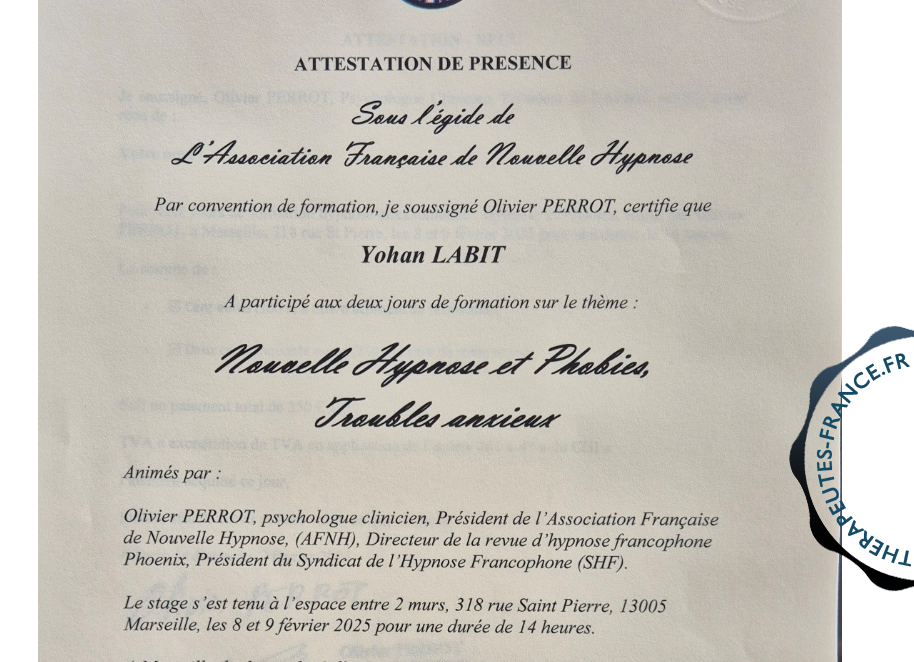 ATTESTATION DE PRESENCE
Sous l'égide de
L'Association Française de Nouvelle Hypnose
Par convention de formation, je soussigné Olivier PERROT, certifie que
Yohan LABIT
A participé aux deux jours de formation sur le thème :
Nouvelle Hypnose et Phobies,
Troubles anxieux
Animés par :
Olivier PERROT, psychologue clinicien, Président de l'Association Française
de Nouvelle Hypnose, (AFNH), Directeur de la revue d'hypnose francophone
Phoenix, Président du Syndicat de l'Hypnose Francophone (SHF).
Le stage s'est tenu à l'espace entre 2 murs, 318 rue Saint Pierre, 13005
Marseille, les 8 et 9 février 2025 pour une durée de 14 heures.
THERAPEUTES-FRANCE.FR